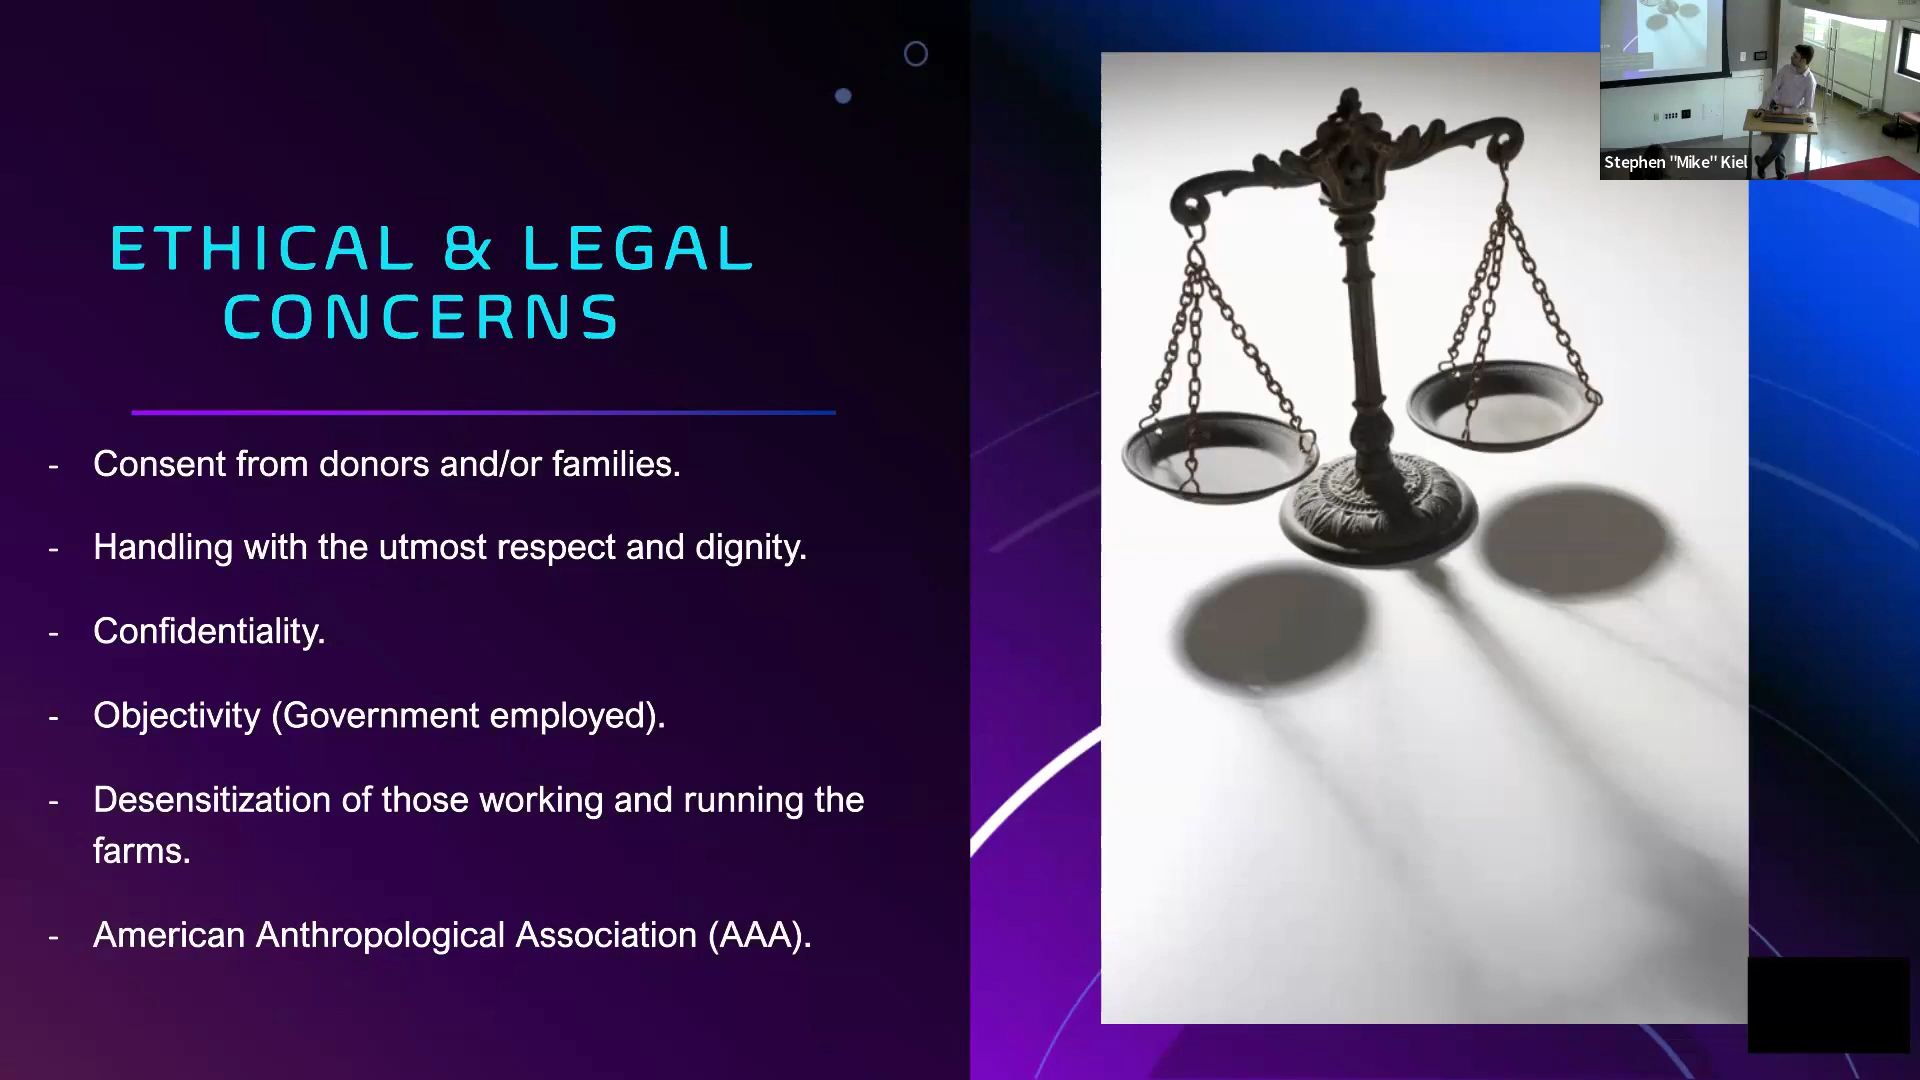 ETHICAL & LEGAL
CONCERNS
- Consent from donors and/or families.
- Handling with the utmost respect and dignity.
- Confidentiality.
- Objectivity (Government employed).
- Desensitization of those working and running the
farms.
- American Anthropological Association (AAA).
Stephen "Mike" Kiel